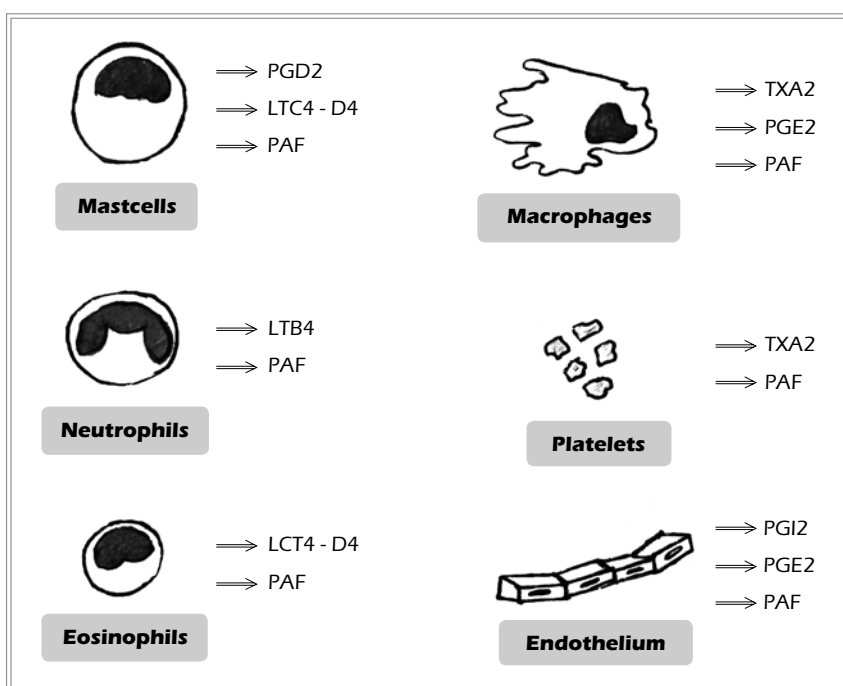 PGD2
LTC4 - D4
PAF
Mastcells
TXA2
PGE2
PAF
Macrophages
LTB4
PAF
Neutrophils
TXA2
PAF
Platelets
LCT4 - D4
PAF
Eosinophils
PGI2
PGE2
PAF
Endothelium